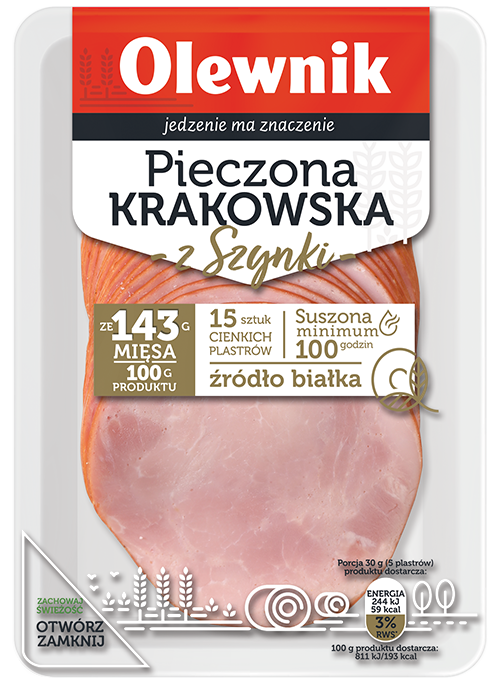 Olewnik
jedzenie ma znaczenie
Pieczona
KRAKOWSKA
- z Szynki -
ZE 143 G
MIĘSA
100 G
PRODUKTU
15 sztuk
CIENKICH
PLASTRÓW
Suszona
minimum
100 godzin
źródło białka
Porcja 30 g (5 plastrów)
produktu dostarcza:
ENERGIA
244 kJ
59 kcal
3%
RWS*
100 g produktu dostarcza:
811 kJ/193 kcal
ZACHOWAJ
ŚWIEŻOŚĆ
OTWÓRZ
ZAMKNIJ